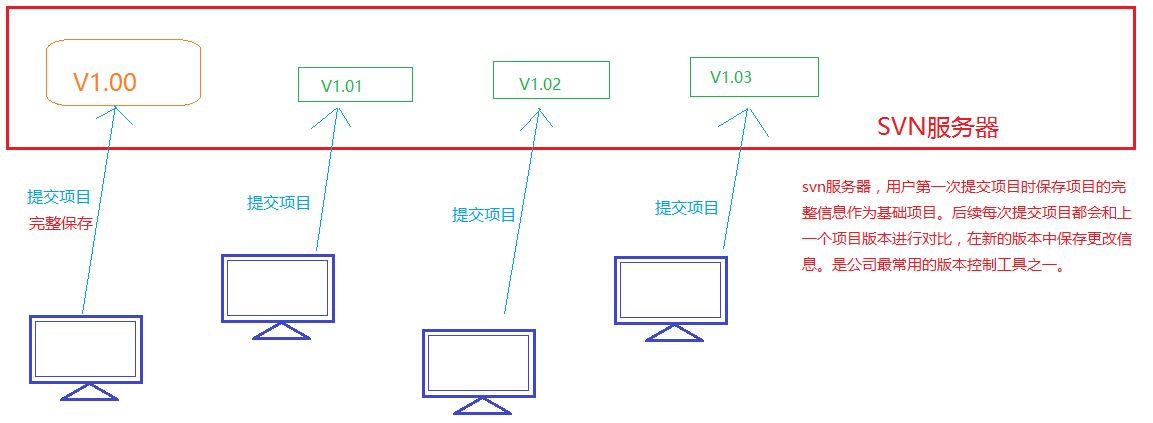 V1.00
V1.01
V1.02
V1.03
SVN服务器
提交项目
完整保存
提交项目
提交项目
提交项目
svn服务器，用户第一次提交项目时保存项目的完
整信息作为基础项目。后续每次提交项目都会和上
一个项目版本进行对比，在新的版本中保存更改信
息。是公司最常用的版本控制工具之一。